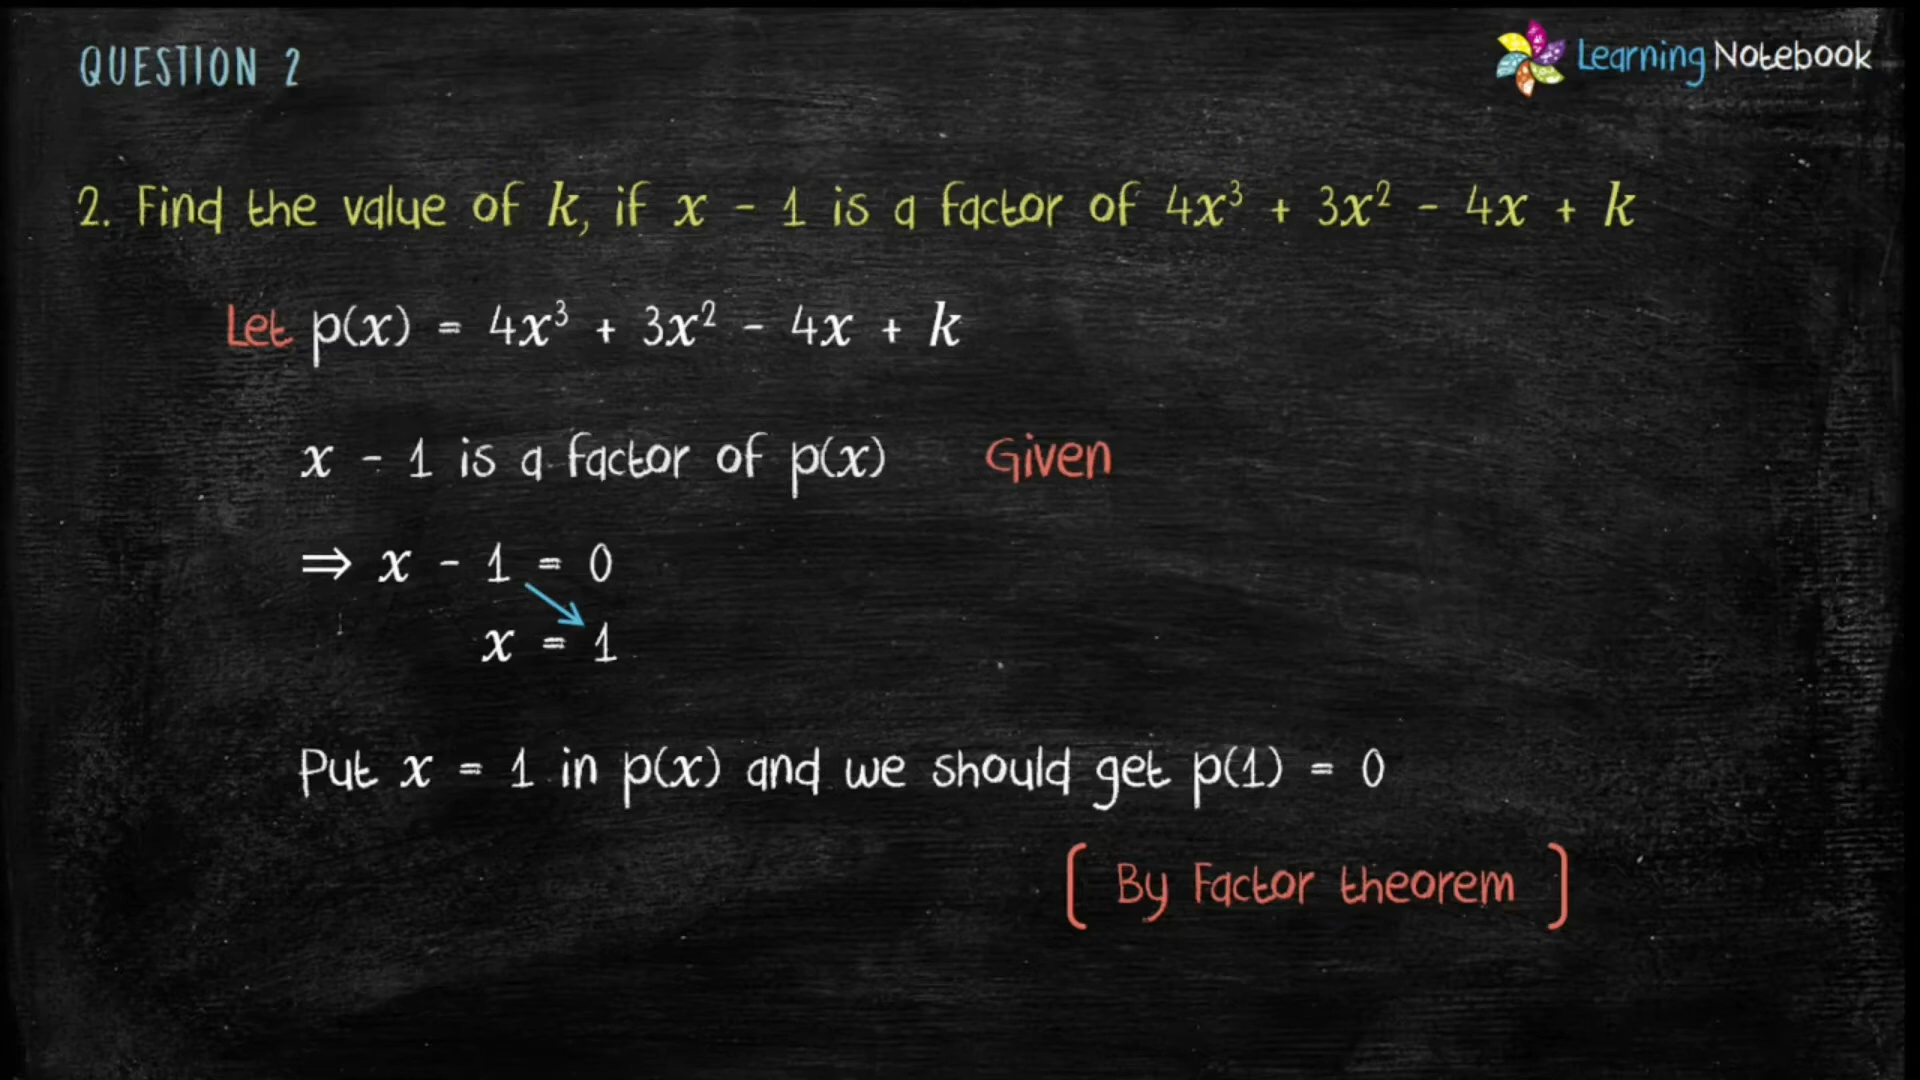 QUESTION 2
Learning Notebook
2. Find the value of k, if x - 1 is a factor of 4x³ + 3x² - 4x + k
Let p(x) = 4x³ + 3x² - 4x + k
x - 1 is a factor of p(x) Given
⇒ x - 1 = 0
x = 1
Put x = 1 in p(x) and we should get p(1) = 0
[ By Factor theorem ]